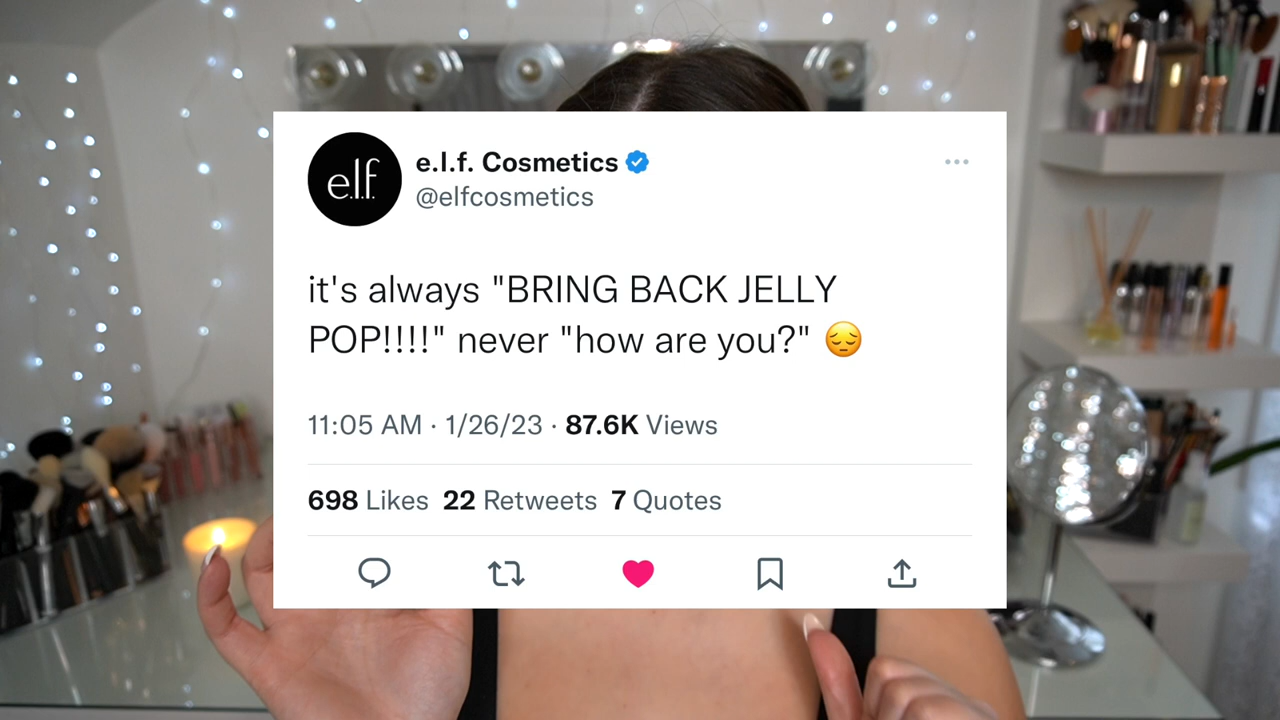 e.l.f.
e.l.f. Cosmetics
@elfcosmetics
it's always "BRING BACK JELLY
POP!!!!" never "how are you?" 😔
11:05 AM · 1/26/23 · 87.6K Views
698 Likes 22 Retweets 7 Quotes